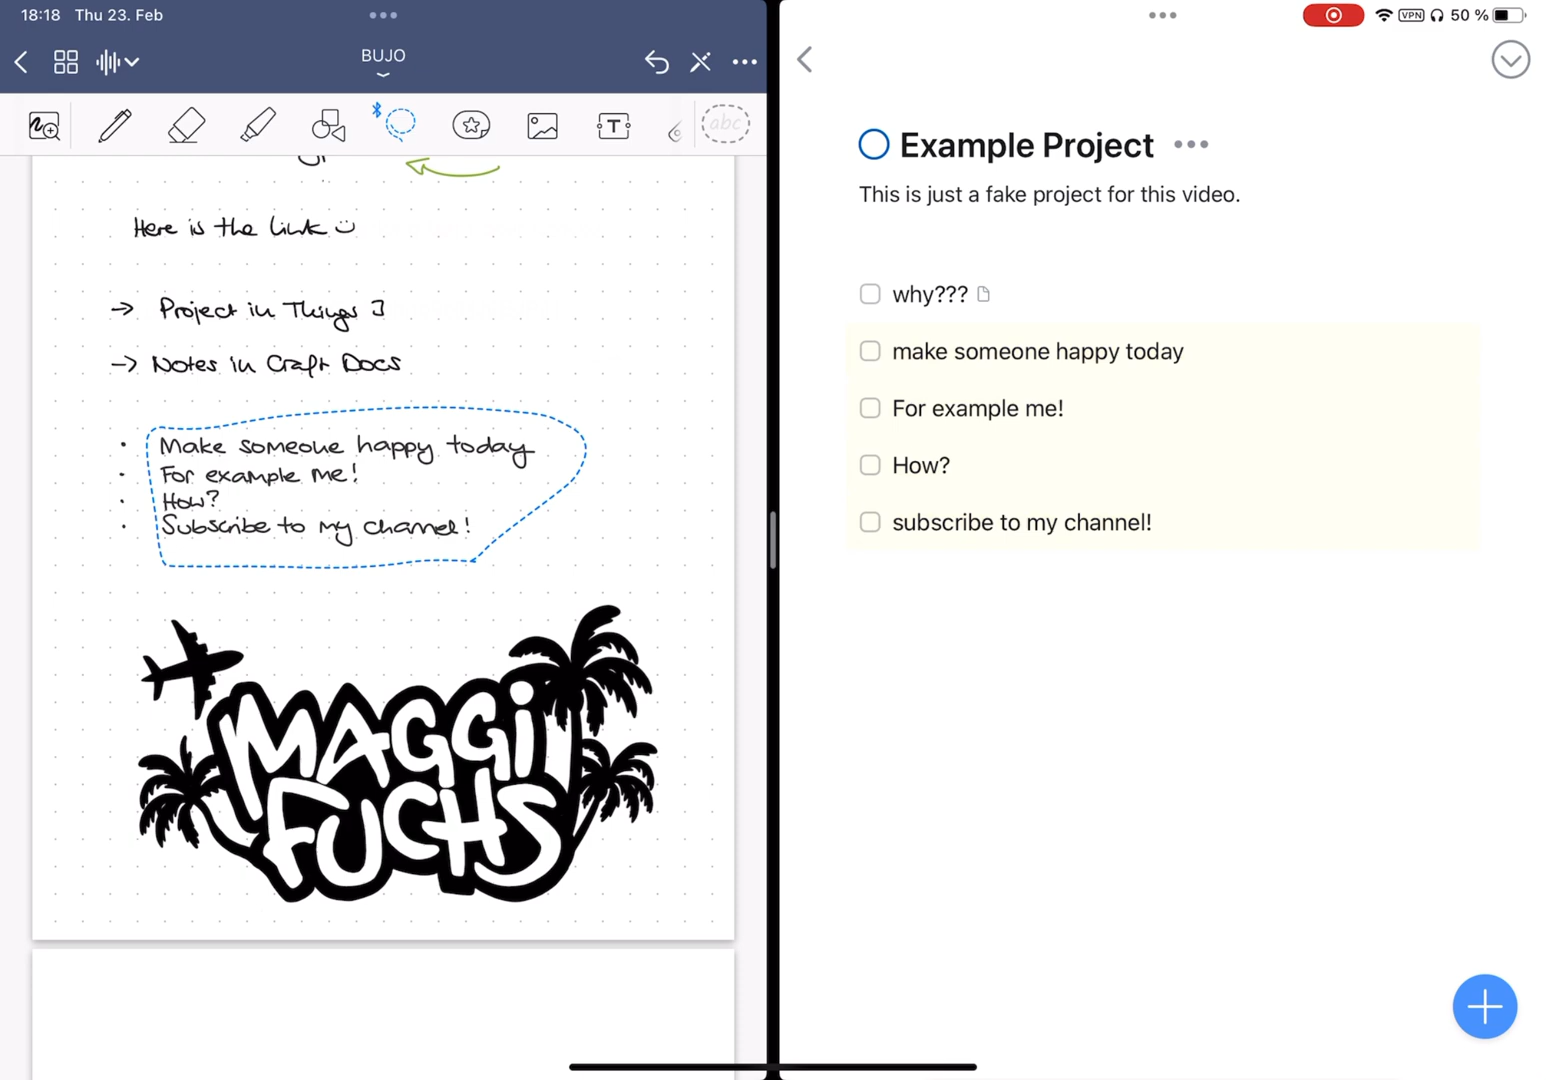 18:18 Thu 23. Feb
BUJO
T
abc
Here is the link
→ Project in Things 3
→ Notes in Craft Docs
• Make someone happy today
• For example me!
• How?
• Subscribe to my channel!
MAGGI
FUCHS
VPN 50 %
Example Project
This is just a fake project for this video.
why???
make someone happy today
For example me!
How?
subscribe to my channel!